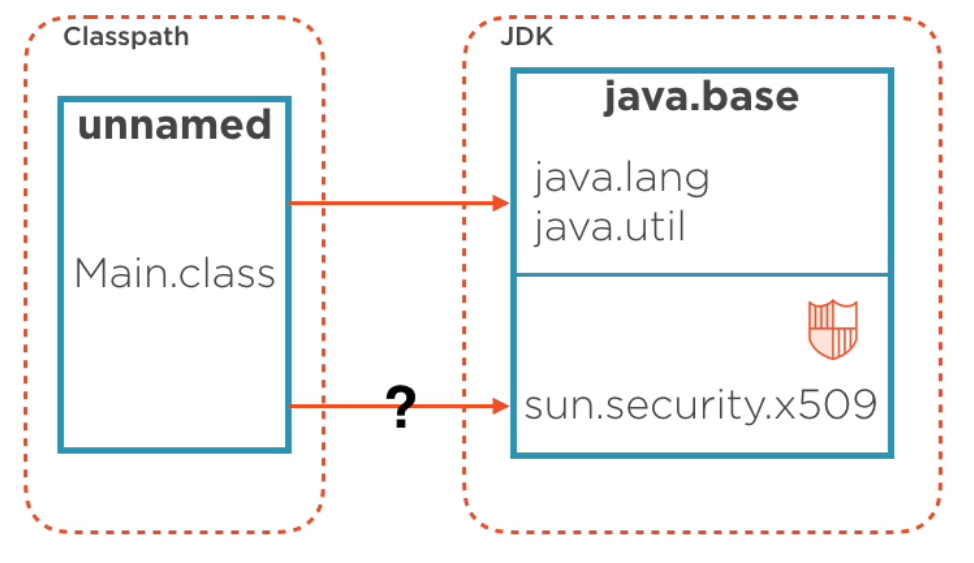 Classpath
unnamed
Main.class
?
JDK
java.base
java.lang
java.util
sun.security.x509